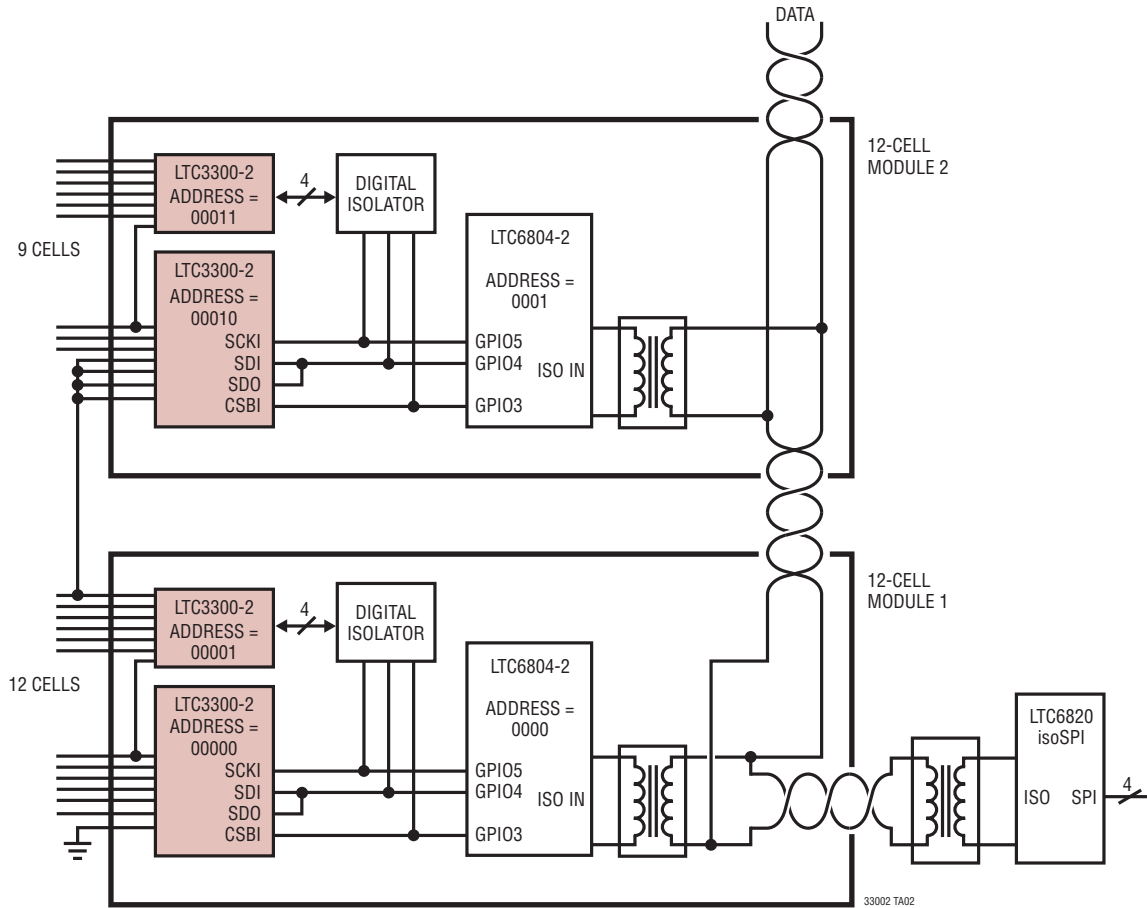 DATA
12-CELL
MODULE 2
LTC3300-2
ADDRESS =
00011
4
DIGITAL
ISOLATOR
9 CELLS
LTC3300-2
ADDRESS =
00010
SCKI
SDI
SDO
CSBI
LTC6804-2
ADDRESS =
0001
GPIO5
GPIO4
ISO IN
GPIO3
12-CELL
MODULE 1
LTC3300-2
ADDRESS =
00001
4
DIGITAL
ISOLATOR
12 CELLS
LTC3300-2
ADDRESS =
00000
SCKI
SDI
SDO
CSBI
LTC6804-2
ADDRESS =
0000
GPIO5
GPIO4
ISO IN
GPIO3
LTC6820
isoSPI
ISO SPI
4
33002 TA02